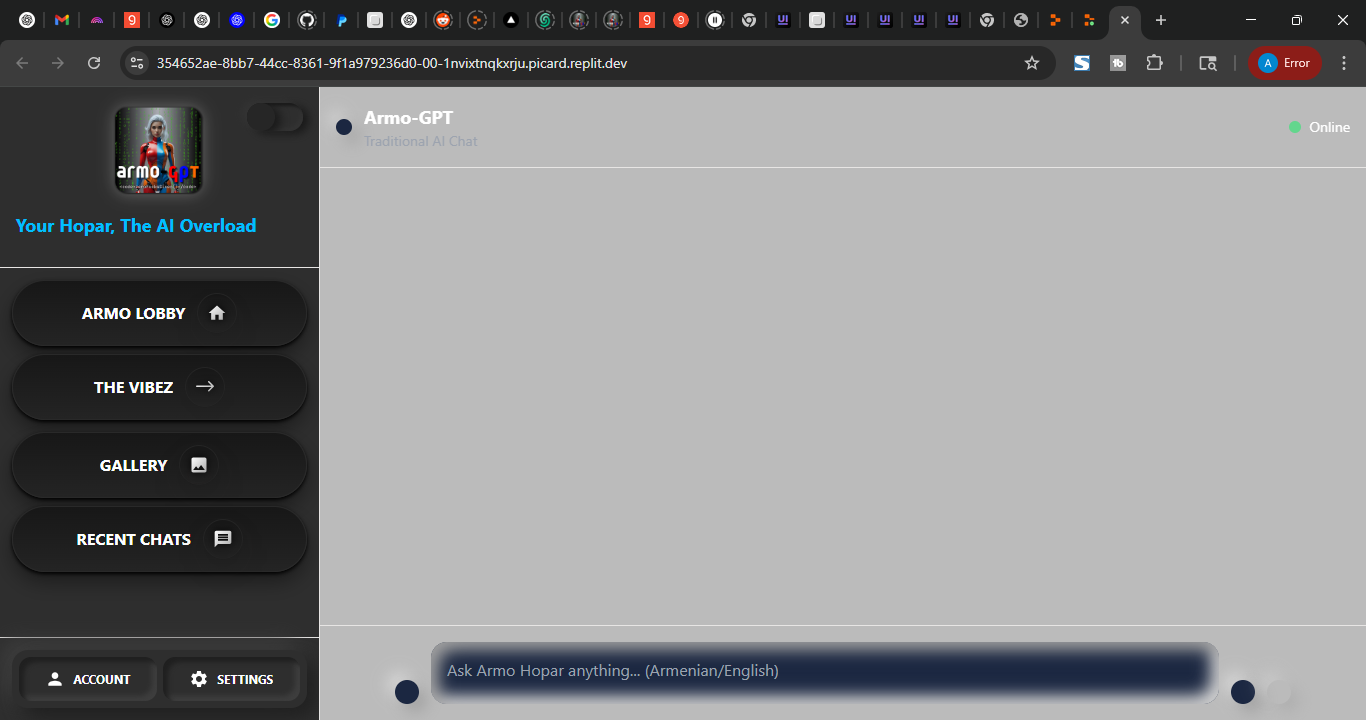 354652ae-8bb7-44cc-8361-9f1a979236d0-00-1nvixtnqkxrju.picard.replit.dev
A Error
armo GPT
Your Hopar, The AI Overload
ARMO LOBBY
THE VIBEZ
GALLERY
RECENT CHATS
ACCOUNT
SETTINGS
Armo-GPT
Traditional AI Chat
Online
Ask Armo Hopar anything... (Armenian/English)